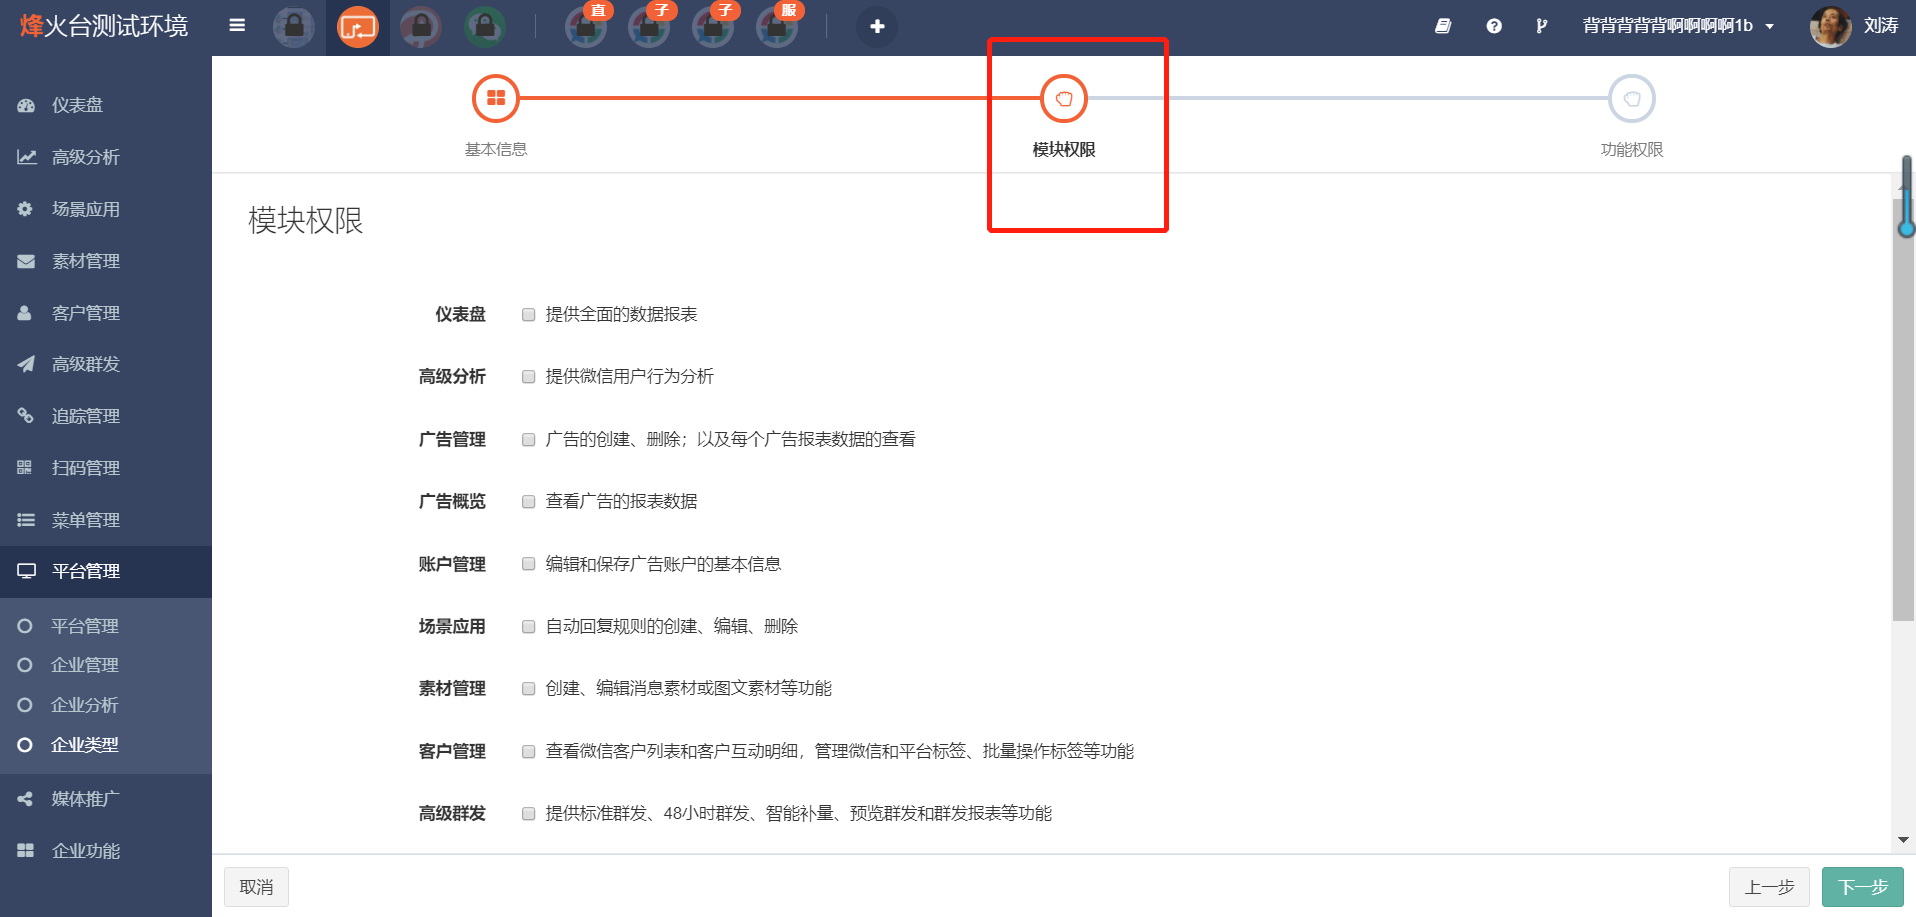 烽火台测试环境
直
子
子
服
背背背背背啊啊啊啊1b
刘涛
仪表盘
高级分析
场景应用
素材管理
客户管理
高级群发
追踪管理
扫码管理
菜单管理
平台管理
平台管理
企业管理
企业分析
企业类型
媒体推广
企业功能
基本信息
模块权限
功能权限
模块权限
仪表盘 提供全面的数据报表
高级分析 提供微信用户行为分析
广告管理 广告的创建、删除；以及每个广告报表数据的查看
广告概览 查看广告的报表数据
账户管理 编辑和保存广告账户的基本信息
场景应用 自动回复规则的创建、编辑、删除
素材管理 创建、编辑消息素材或图文素材等功能
客户管理 查看微信客户列表和客户互动明细，管理微信和平台标签、批量操作标签等功能
高级群发 提供标准群发、48小时群发、智能补量、预览群发和群发报表等功能
取消
上一步
下一步